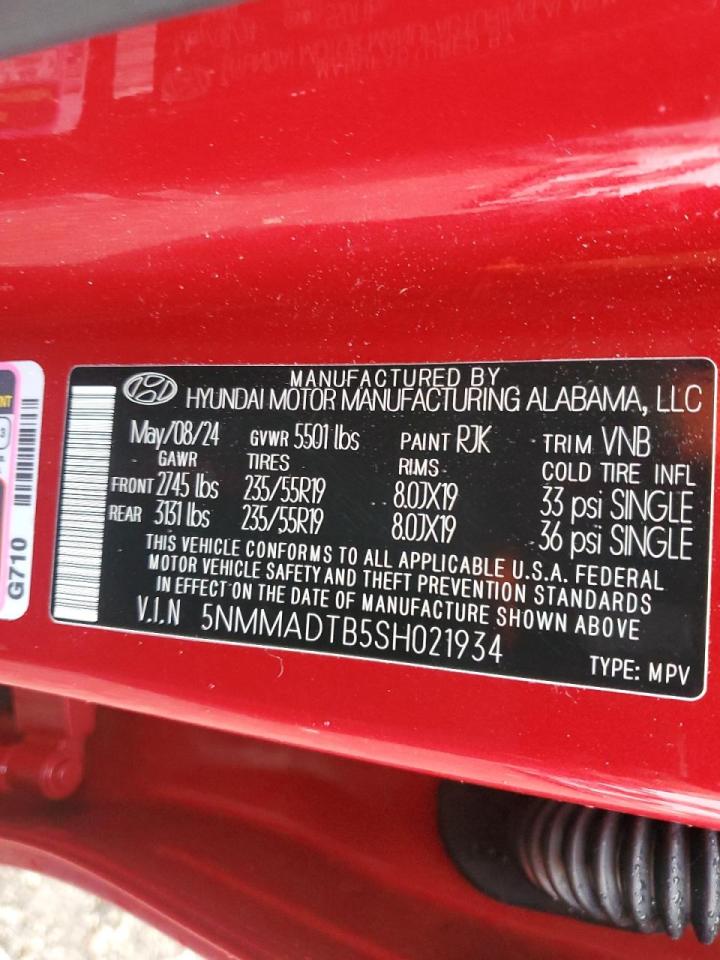 MANUFACTURED BY
HYUNDAI MOTOR MANUFACTURING ALABAMA, LLC
May/08/24 GVWR 5501 lbs PAINT RJK TRIM VNB
GAWR TIRES RIMS COLD TIRE INFL
FRONT 2745 lbs 235/55R19 8.0JX19 33 psi SINGLE
REAR 3131 lbs 235/55R19 8.0JX19 36 psi SINGLE
THIS VEHICLE CONFORMS TO ALL APPLICABLE U.S.A. FEDERAL
MOTOR VEHICLE SAFETY AND THEFT PREVENTION STANDARDS
IN EFFECT ON THE DATE OF MANUFACTURE SHOWN ABOVE
V.I.N 5NMMADTB5SH021934
TYPE: MPV
G710